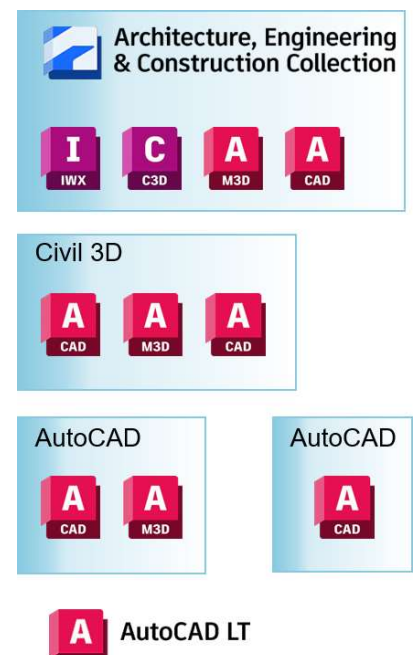 Architecture, Engineering
& Construction Collection
I C A A
IWX C3D M3D CAD
Civil 3D
A A A
CAD M3D CAD
AutoCAD AutoCAD
A A A
CAD M3D CAD
A AutoCAD LT